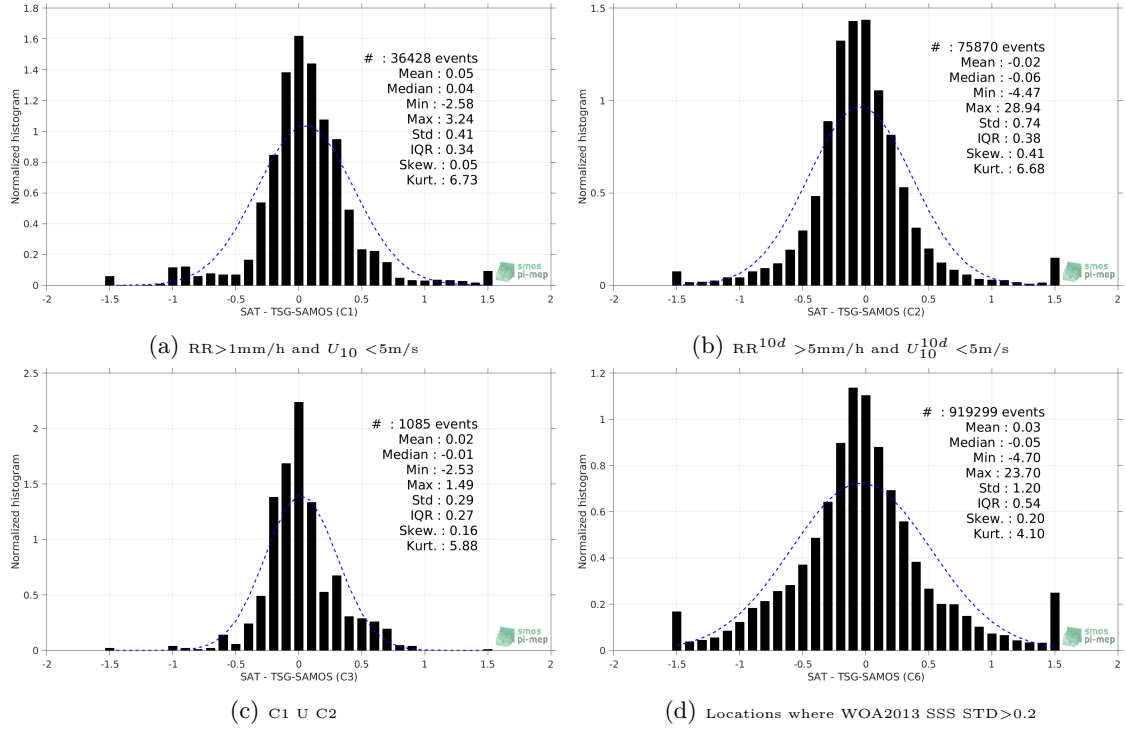 1.8
1.6
1.4
1.2
1
0.8
0.6
0.4
0.2
0
-2
-1.5
-1
-0.5
0
0.5
1
1.5
2
Normalized histogram
SAT - TSG-SAMOS (C1)
# : 36428 events
Mean : 0.05
Median : 0.04
Min : -2.58
Max : 3.24
Std : 0.41
IQR : 0.34
Skew. : 0.05
Kurt. : 6.73
smos
pi-mep
(a) RR>1mm/h and U10 <5m/s
1.5
1
0.5
0
-2
-1.5
-1
-0.5
0
0.5
1
1.5
2
Normalized histogram
SAT - TSG-SAMOS (C2)
# : 75870 events
Mean : -0.02
Median : -0.06
Min : -4.47
Max : 28.94
Std : 0.74
IQR : 0.38
Skew. : 0.41
Kurt. : 6.68
smos
pi-mep
(b) RR10d >5mm/h and U10d10 <5m/s
2.5
2
1.5
1
0.5
0
-2
-1.5
-1
-0.5
0
0.5
1
1.5
2
Normalized histogram
SAT - TSG-SAMOS (C3)
# : 1085 events
Mean : 0.02
Median : -0.01
Min : -2.53
Max : 1.49
Std : 0.29
IQR : 0.27
Skew. : 0.16
Kurt. : 5.88
smos
pi-mep
(c) C1 U C2
1.2
1
0.8
0.6
0.4
0.2
0
-2
-1.5
-1
-0.5
0
0.5
1
1.5
2
Normalized histogram
SAT - TSG-SAMOS (C6)
# : 919299 events
Mean : 0.03
Median : -0.05
Min : -4.70
Max : 23.70
Std : 1.20
IQR : 0.54
Skew. : 0.20
Kurt. : 4.10
smos
pi-mep
(d) Locations where WOA2013 SSS STD>0.2